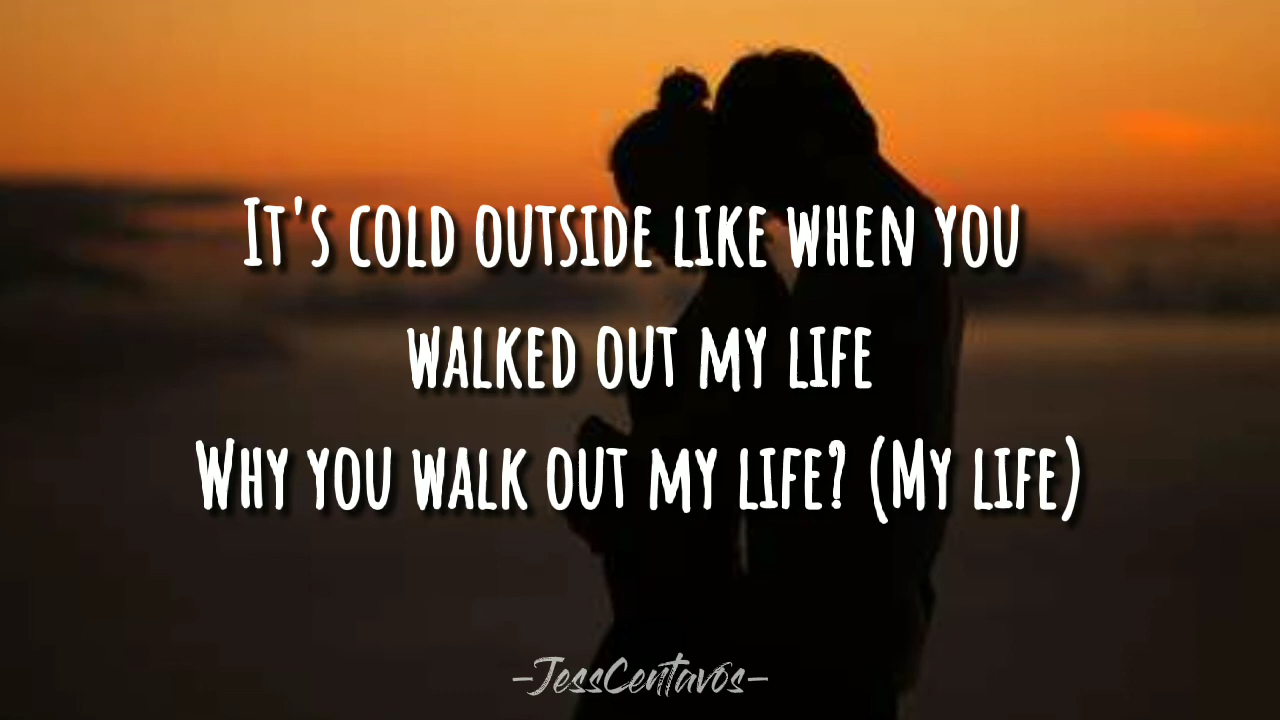 It's cold outside like when you
walked out my life
Why you walk out my life? (My life)
-JessCentavos-